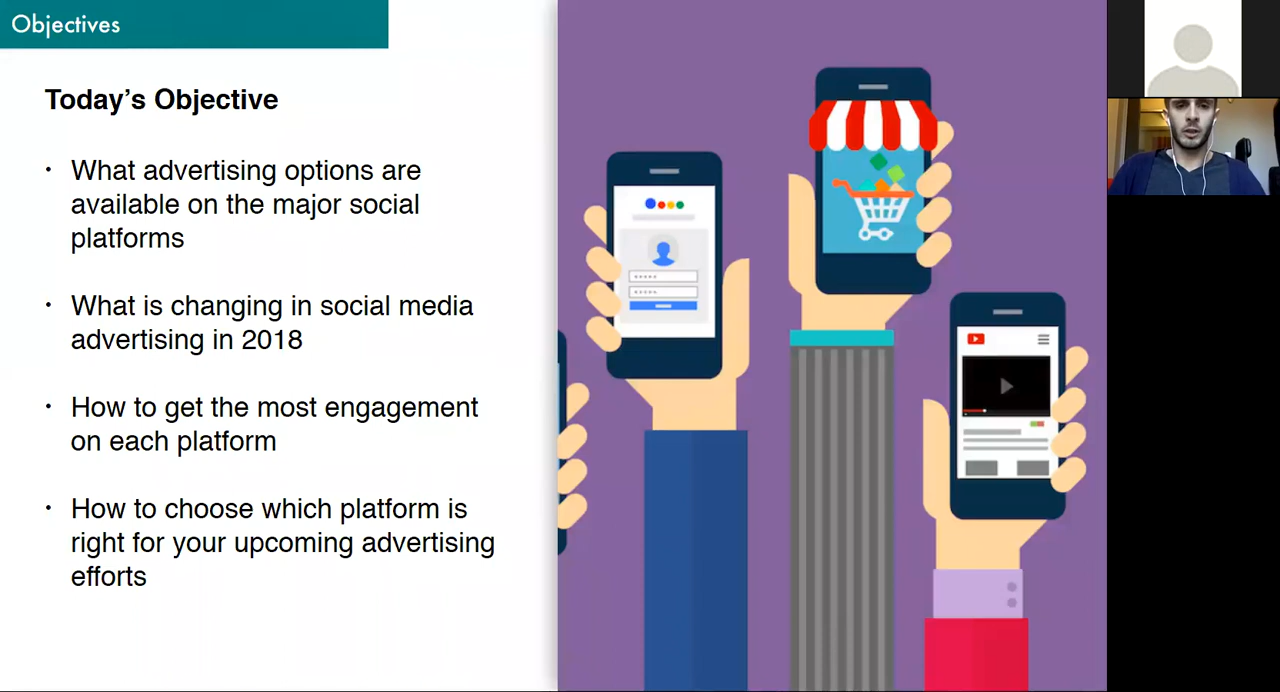 Objectives
Today’s Objective
• What advertising options are
available on the major social
platforms
• What is changing in social media
advertising in 2018
• How to get the most engagement
on each platform
• How to choose which platform is
right for your upcoming advertising
efforts